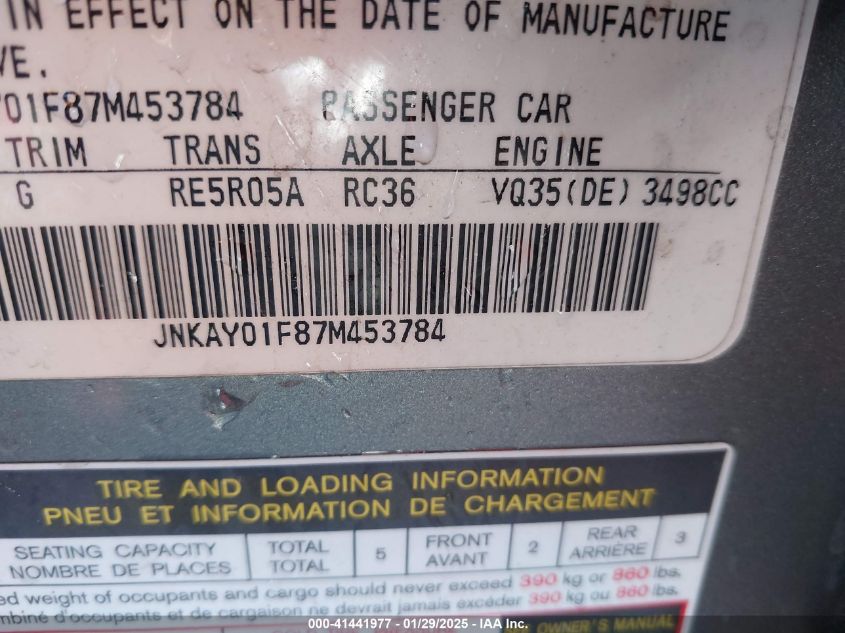 IN EFFECT ON THE DATE OF MANUFACTURE
VE.
Y01F87M453784 PASSENGER CAR
TRIM TRANS AXLE ENGINE
G RE5R05A RC36 VQ35(DE) 3498CC
JNKAY01F87M453784
TIRE AND LOADING INFORMATION
PNEU ET INFORMATION DE CHARGEMENT
SEATING CAPACITY TOTAL 5 FRONT 2 REAR 3
NOMBRE DE PLACES TOTAL AVANT ARRIÈRE
ed weight of occupants and cargo should never exceed 390 kg or 860 lbs.
mbiné d'occupants et de cargaison ne devrait jamais excéder 390 kg ou 860 lbs.
OWNER'S MANUAL
000-41441977 - 01/29/2025 - IAA Inc.